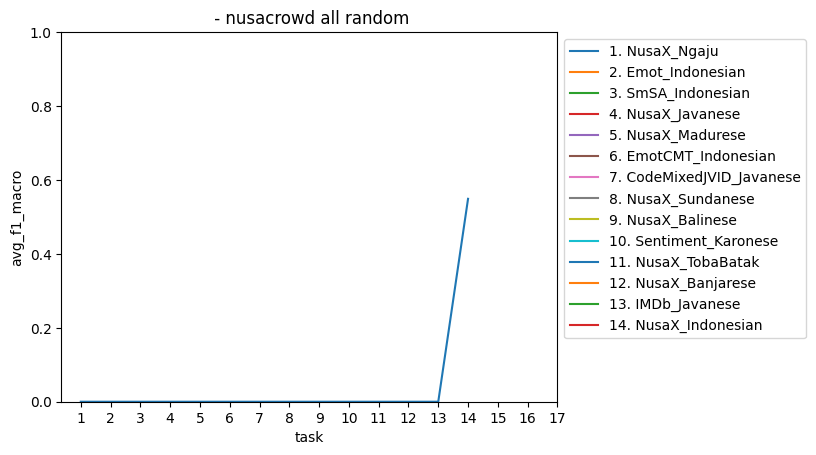 - nusacrowd all random
1.0
0.8
0.6
0.4
0.2
0.0
avg_f1_macro
1 2 3 4 5 6 7 8 9 10 11 12 13 14 15 16 17
task
1. NusaX_Ngaju
2. Emot_Indonesian
3. SmSA_Indonesian
4. NusaX_Javanese
5. NusaX_Madurese
6. EmotCMT_Indonesian
7. CodeMixedJVID_Javanese
8. NusaX_Sundanese
9. NusaX_Balinese
10. Sentiment_Karonese
11. NusaX_TobaBatak
12. NusaX_Banjarese
13. IMDb_Javanese
14. NusaX_Indonesian